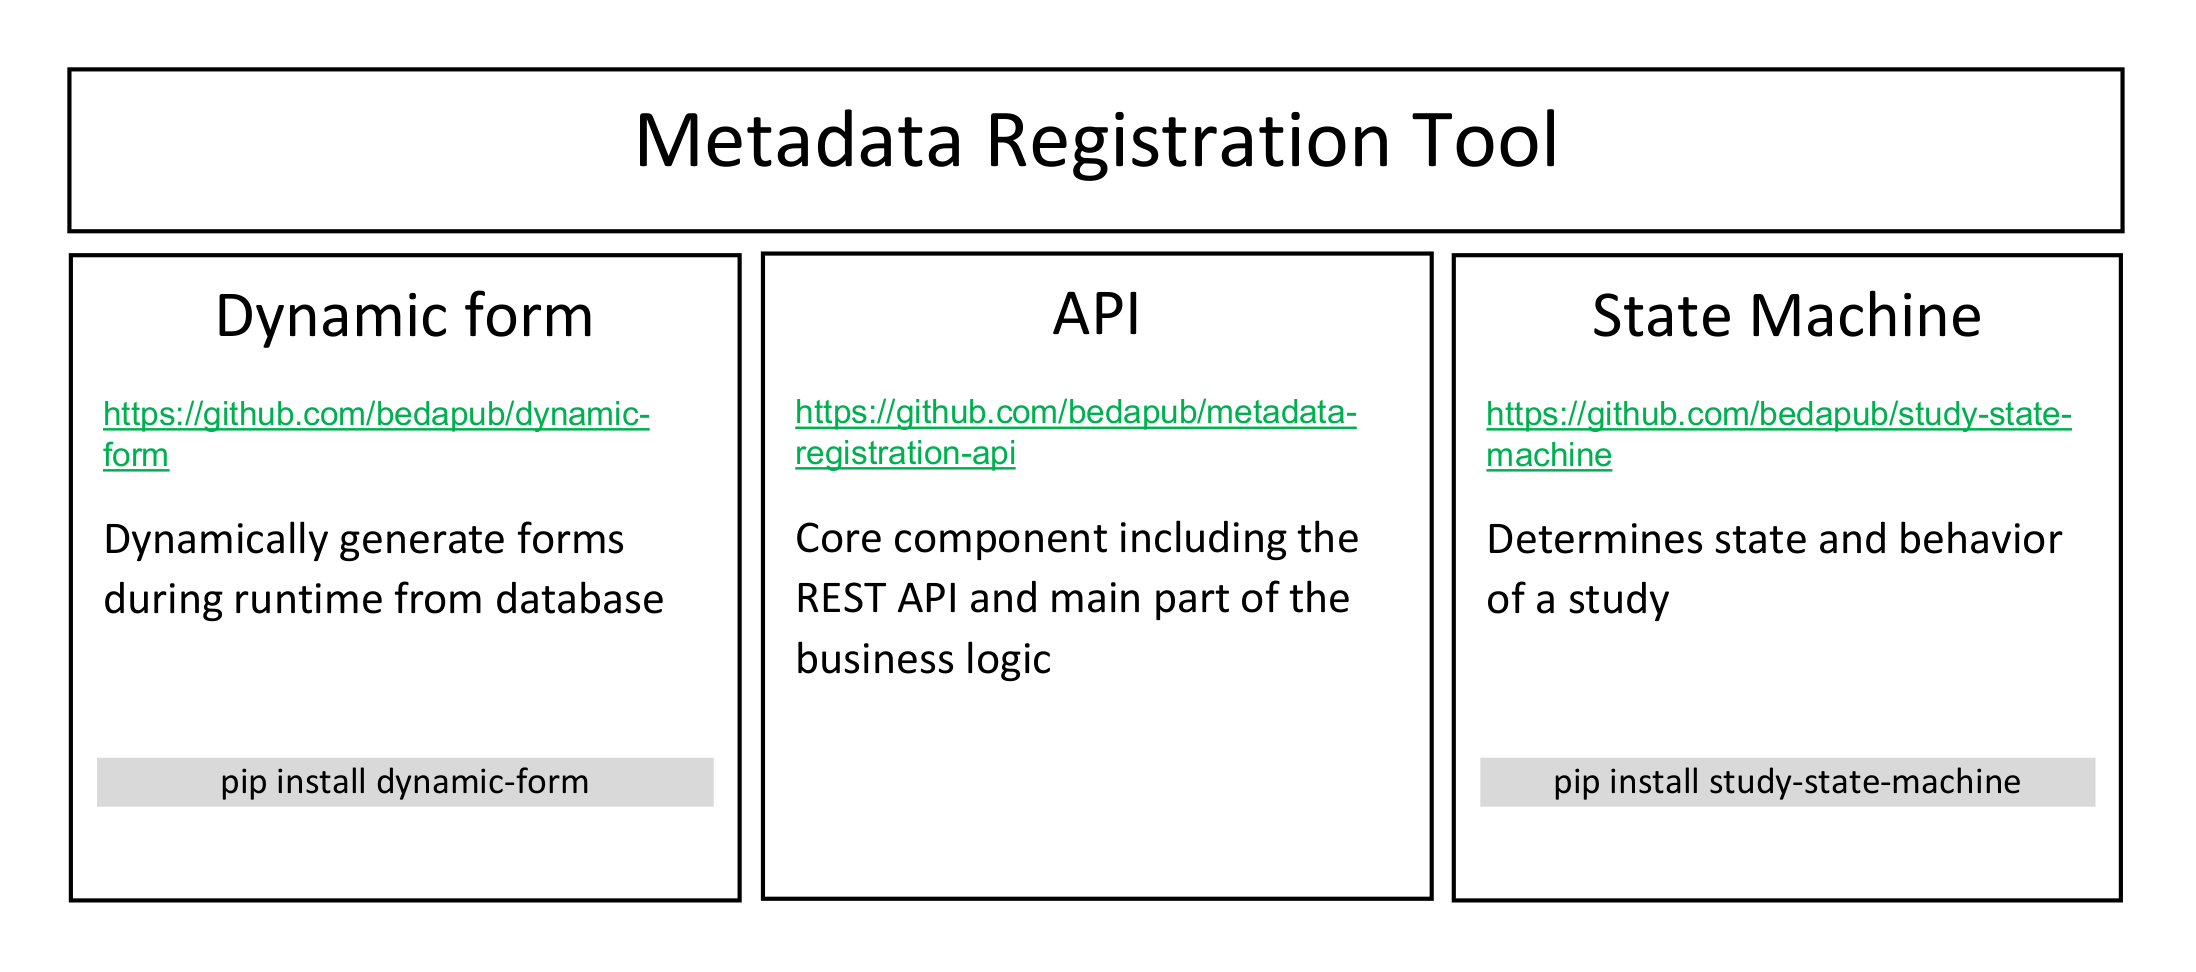 Metadata Registration Tool
Dynamic form
https://github.com/bedapub/dynamic-
form
Dynamically generate forms
during runtime from database
pip install dynamic-form
API
https://github.com/bedapub/metadata-
registration-api
Core component including the
REST API and main part of the
business logic
State Machine
https://github.com/bedapub/study-state-
machine
Determines state and behavior
of a study
pip install study-state-machine